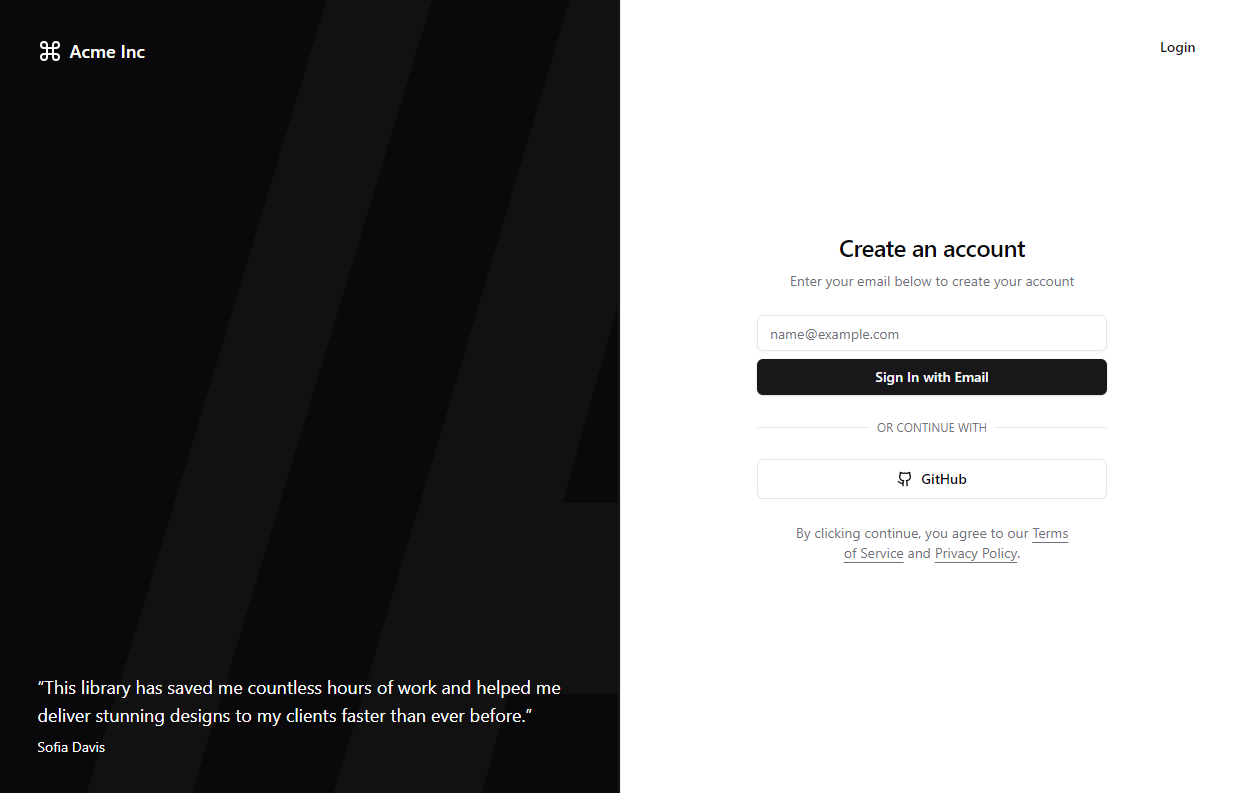 Acme Inc
Login
Create an account
Enter your email below to create your account
name@example.com
Sign In with Email
OR CONTINUE WITH
GitHub
By clicking continue, you agree to our Terms
of Service and Privacy Policy.
“This library has saved me countless hours of work and helped me
deliver stunning designs to my clients faster than ever before.”
Sofia Davis